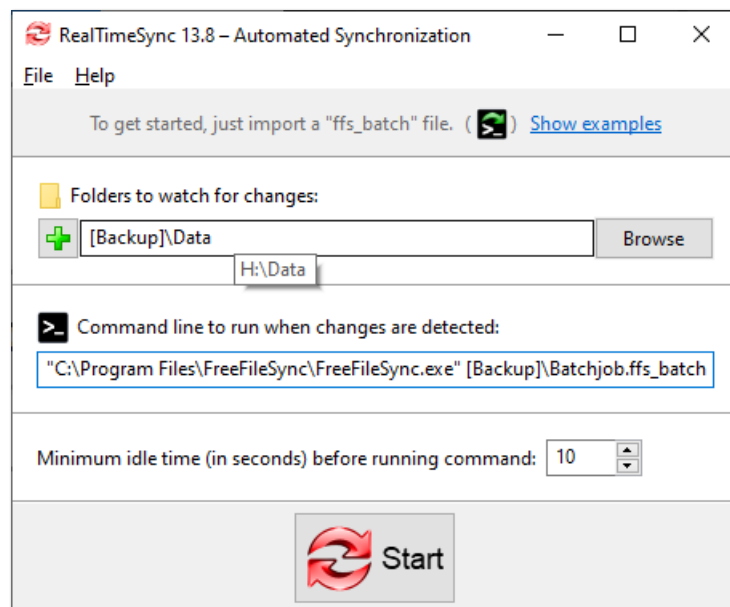 RealTimeSync 13.8 – Automated Synchronization
File Help
To get started, just import a "ffs_batch" file. ( >_ ) Show examples
Folders to watch for changes:
[Backup]\Data Browse
H:\Data
>_ Command line to run when changes are detected:
"C:\Program Files\FreeFileSync\FreeFileSync.exe" [Backup]\Batchjob.ffs_batch
Minimum idle time (in seconds) before running command: 10
Start